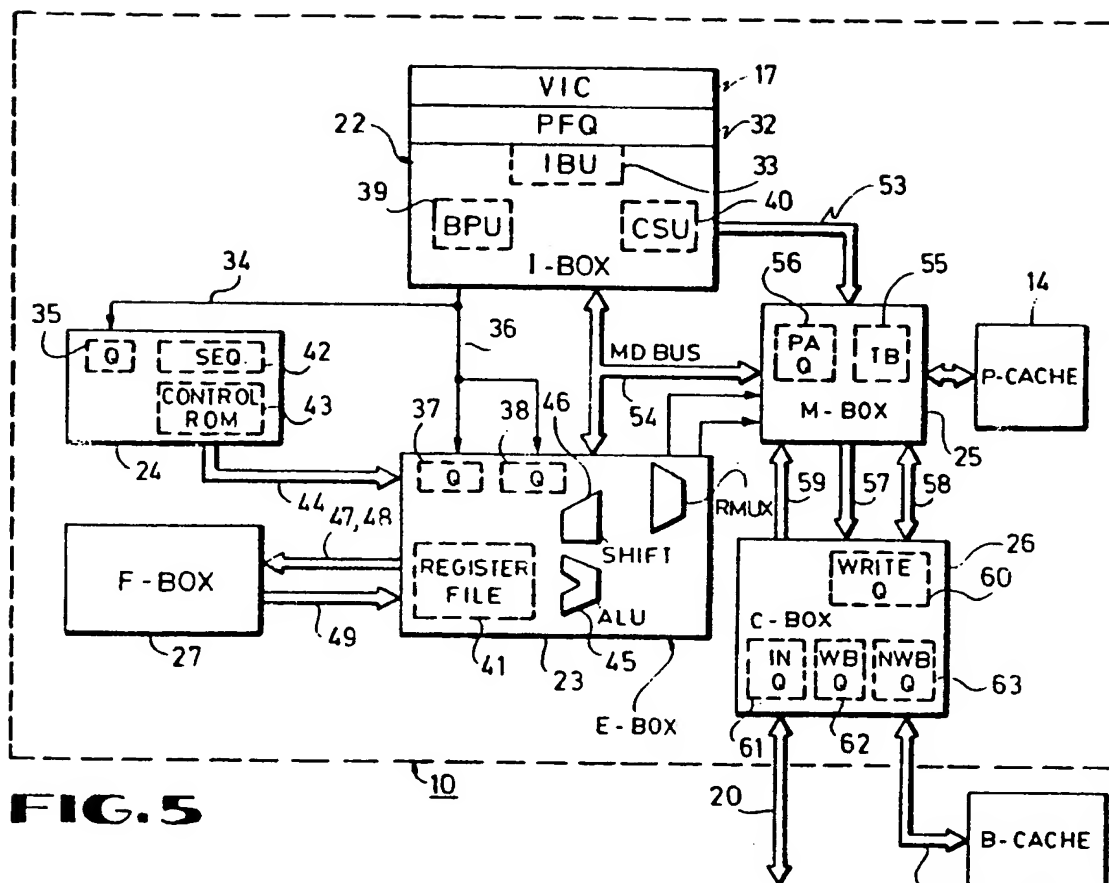 VIC
17
PFQ
32
22
IBU
33
39
BPU
40
CSU
53
I-BOX
34
36
35
Q
SEQ
42
CONTROL
ROM
43
24
44
MD BUS
54
56
55
PA
Q
TB
M-BOX
25
14
P-CACHE
37
Q
38
Q
46
SHIFT
RMUX
59
57
58
47,48
F-BOX
27
49
REGISTER
FILE
41
ALU
45
23
E-BOX
WRITE
Q
26
60
C-BOX
IN
Q
WB
Q
NWB
Q
63
61
62
10
20
B-CACHE
FIG.5